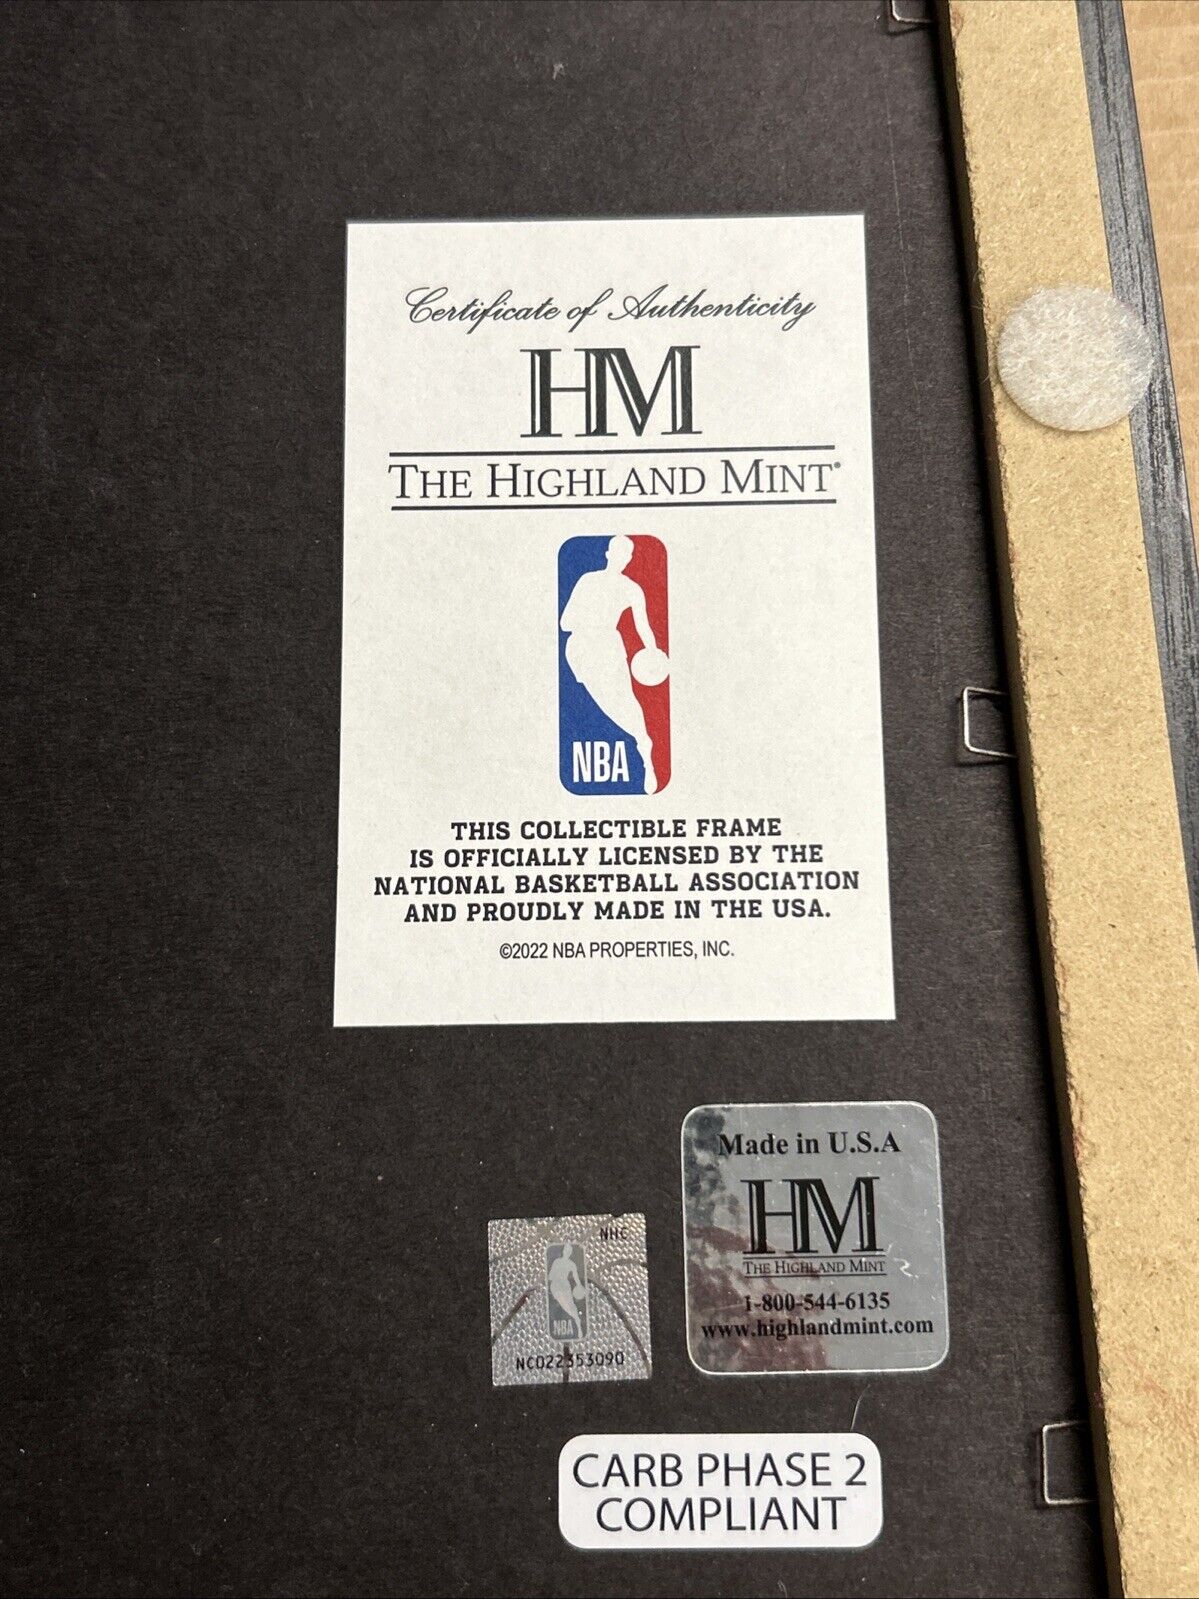 Certificate of Authenticity
HM
THE HIGHLAND MINT®
NBA
THIS COLLECTIBLE FRAME
IS OFFICIALLY LICENSED BY THE
NATIONAL BASKETBALL ASSOCIATION
AND PROUDLY MADE IN THE USA.
©2022 NBA PROPERTIES, INC.
Made in U.S.A
HM
THE HIGHLAND MINT
1-800-544-6135
www.highlandmint.com
NBA
NC022353090
CARB PHASE 2
COMPLIANT